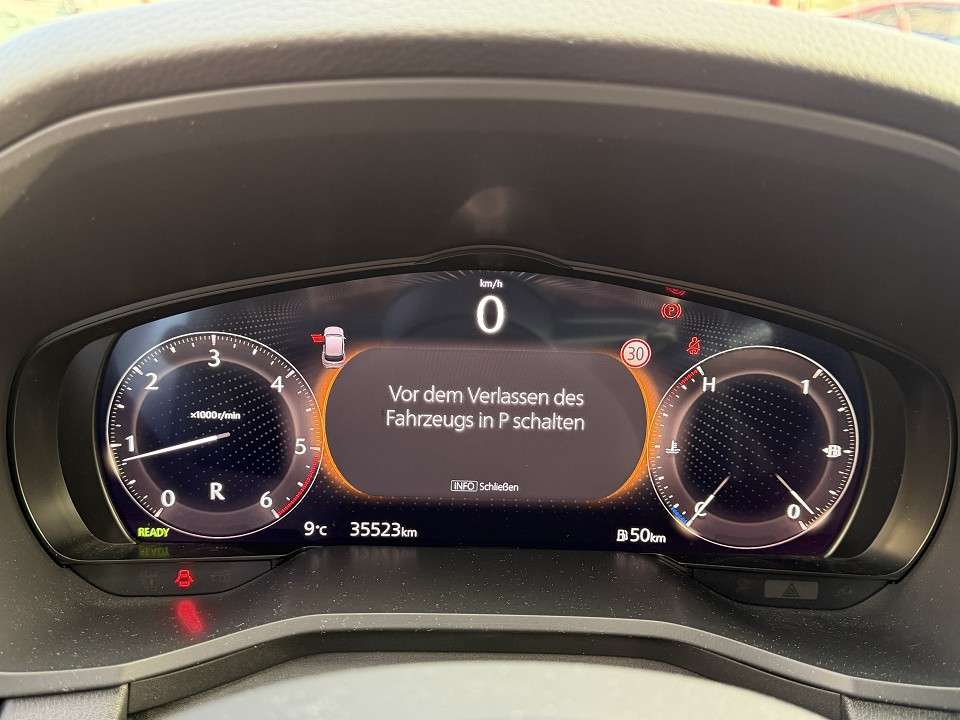 km/h
0
P
30
3
2
4
x1000r/min
1
5
R
0
6
Vor dem Verlassen des
Fahrzeugs in P schalten
INFO Schließen
H
1
C
0
READY
9°C
35523km
50km